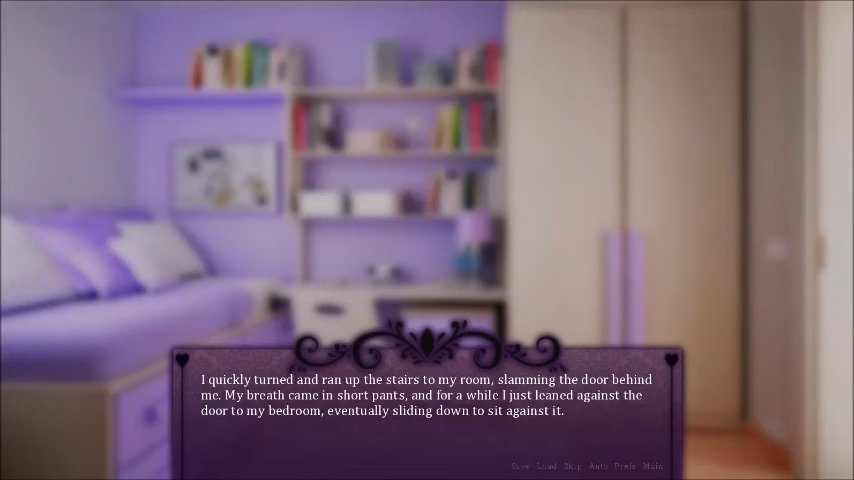 I quickly turned and ran up the stairs to my room, slamming the door behind
me. My breath came in short pants, and for a while I just leaned against the
door to my bedroom, eventually sliding down to sit against it.
Save Load Skip Auto Prefs Main